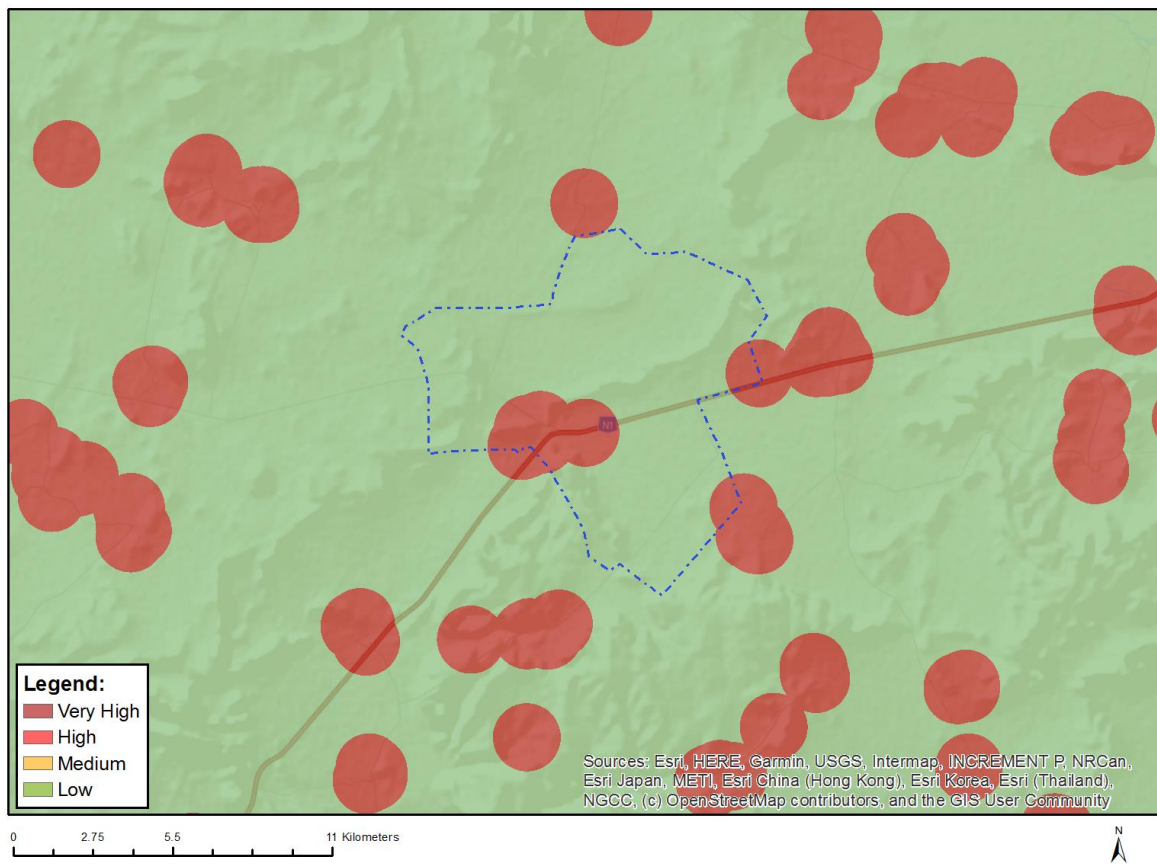 N1
Legend:
Very High
High
Medium
Low
Sources: Esri, HERE, Garmin, USGS, Intermap, INCREMENT P, NRCan,
Esri Japan, METI, Esri China (Hong Kong), Esri Korea, Esri (Thailand),
NGCC, (c) OpenStreetMap contributors, and the GIS User Community
0 2.75 5.5 11 Kilometers
N